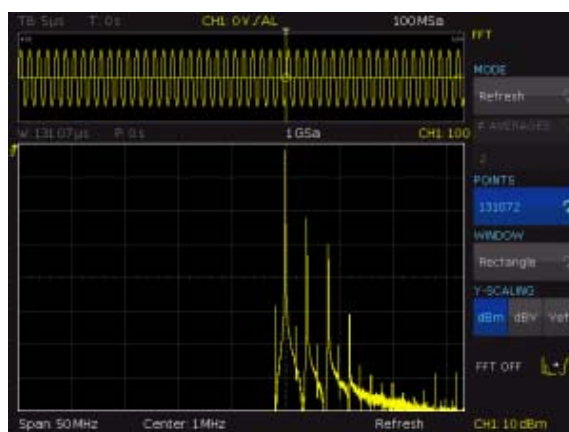 TB: 5µs T: 0s CH1: 0V / AL 100MSa
FFT
MODE
Refresh
# AVERAGES
2
W: 131.07µs P: 0s 1GSa CH1: 100
POINTS
131072
WINDOW
Rectangle
Y-SCALING
dBm dBV Veff
FFT OFF
Span: 50MHz Center: 1MHz Refresh CH1: 10dBm